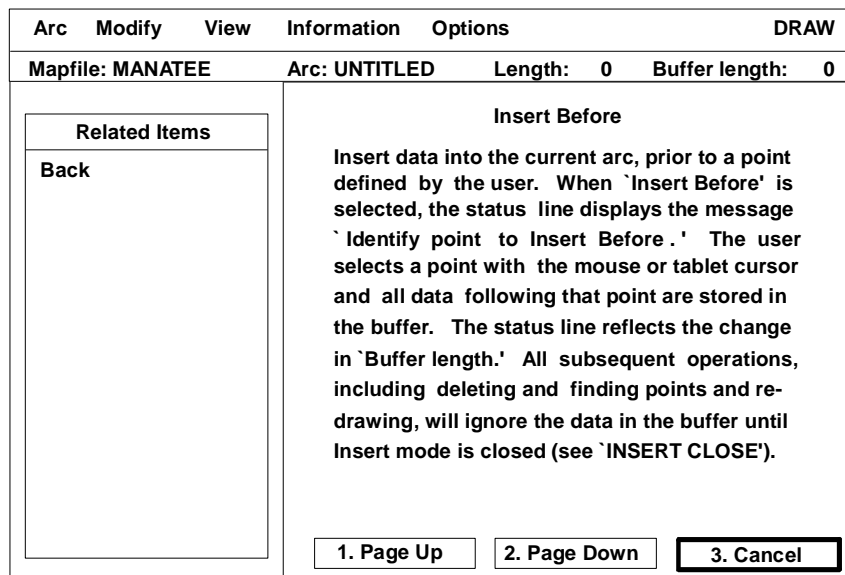 Arc Modify View Information Options DRAW
Mapfile: MANATEE Arc: UNTITLED Length: 0 Buffer length: 0
Related Items
Back
Insert Before
Insert data into the current arc, prior to a point
defined by the user. When `Insert Before' is
selected, the status line displays the message
` Identify point to Insert Before . ' The user
selects a point with the mouse or tablet cursor
and all data following that point are stored in
the buffer. The status line reflects the change
in `Buffer length.' All subsequent operations,
including deleting and finding points and re-
drawing, will ignore the data in the buffer until
Insert mode is closed (see `INSERT CLOSE').
1. Page Up 2. Page Down 3. Cancel